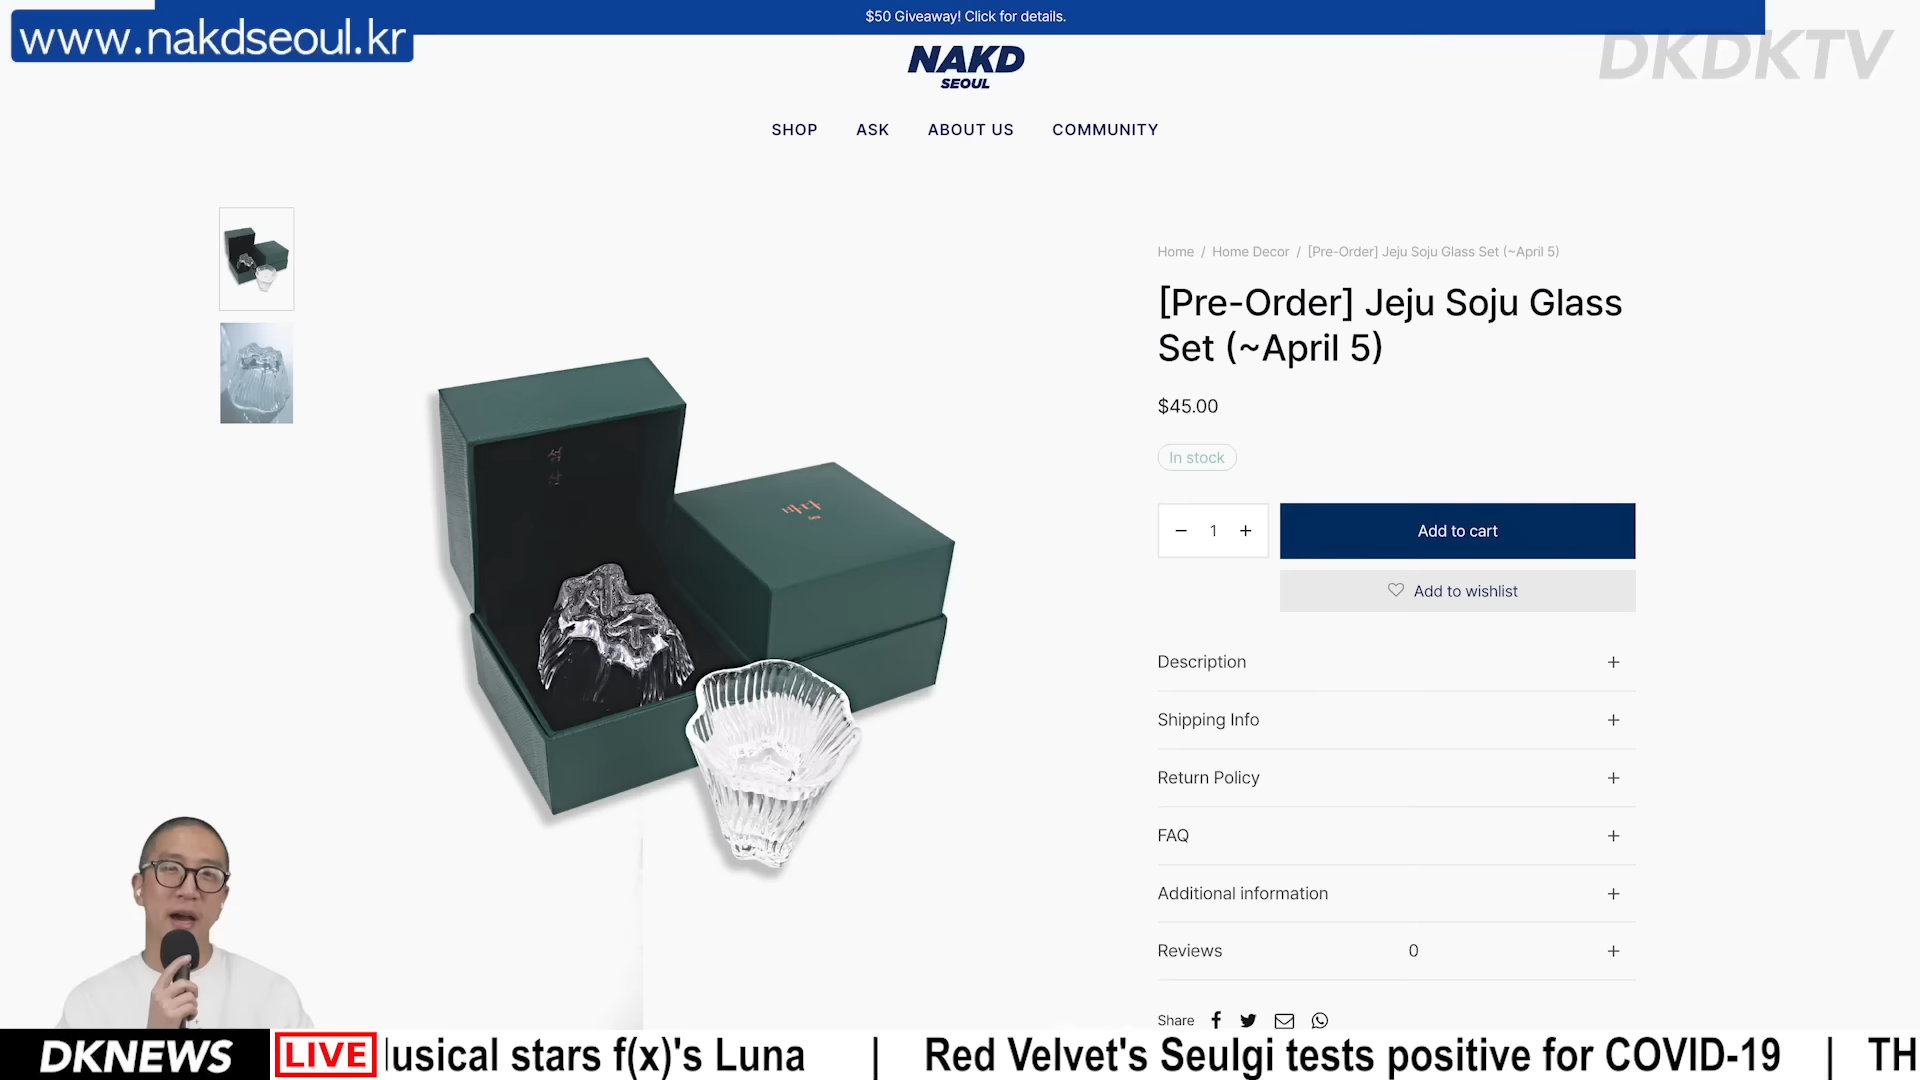 www.nakdseoul.kr
$50 Giveaway! Click for details.
DKDKTV
NAKD
SEOUL
SHOP ASK ABOUT US COMMUNITY
Home / Home Decor / [Pre-Order] Jeju Soju Glass Set (~April 5)
[Pre-Order] Jeju Soju Glass
Set (~April 5)
$45.00
In stock
− 1 + Add to cart
Add to wishlist
Description +
Shipping Info +
Return Policy +
FAQ +
Additional information +
Reviews 0 +
Share
섬
DKNEWS LIVE lusical stars f(x)'s Luna | Red Velvet's Seulgi tests positive for COVID-19 | TH